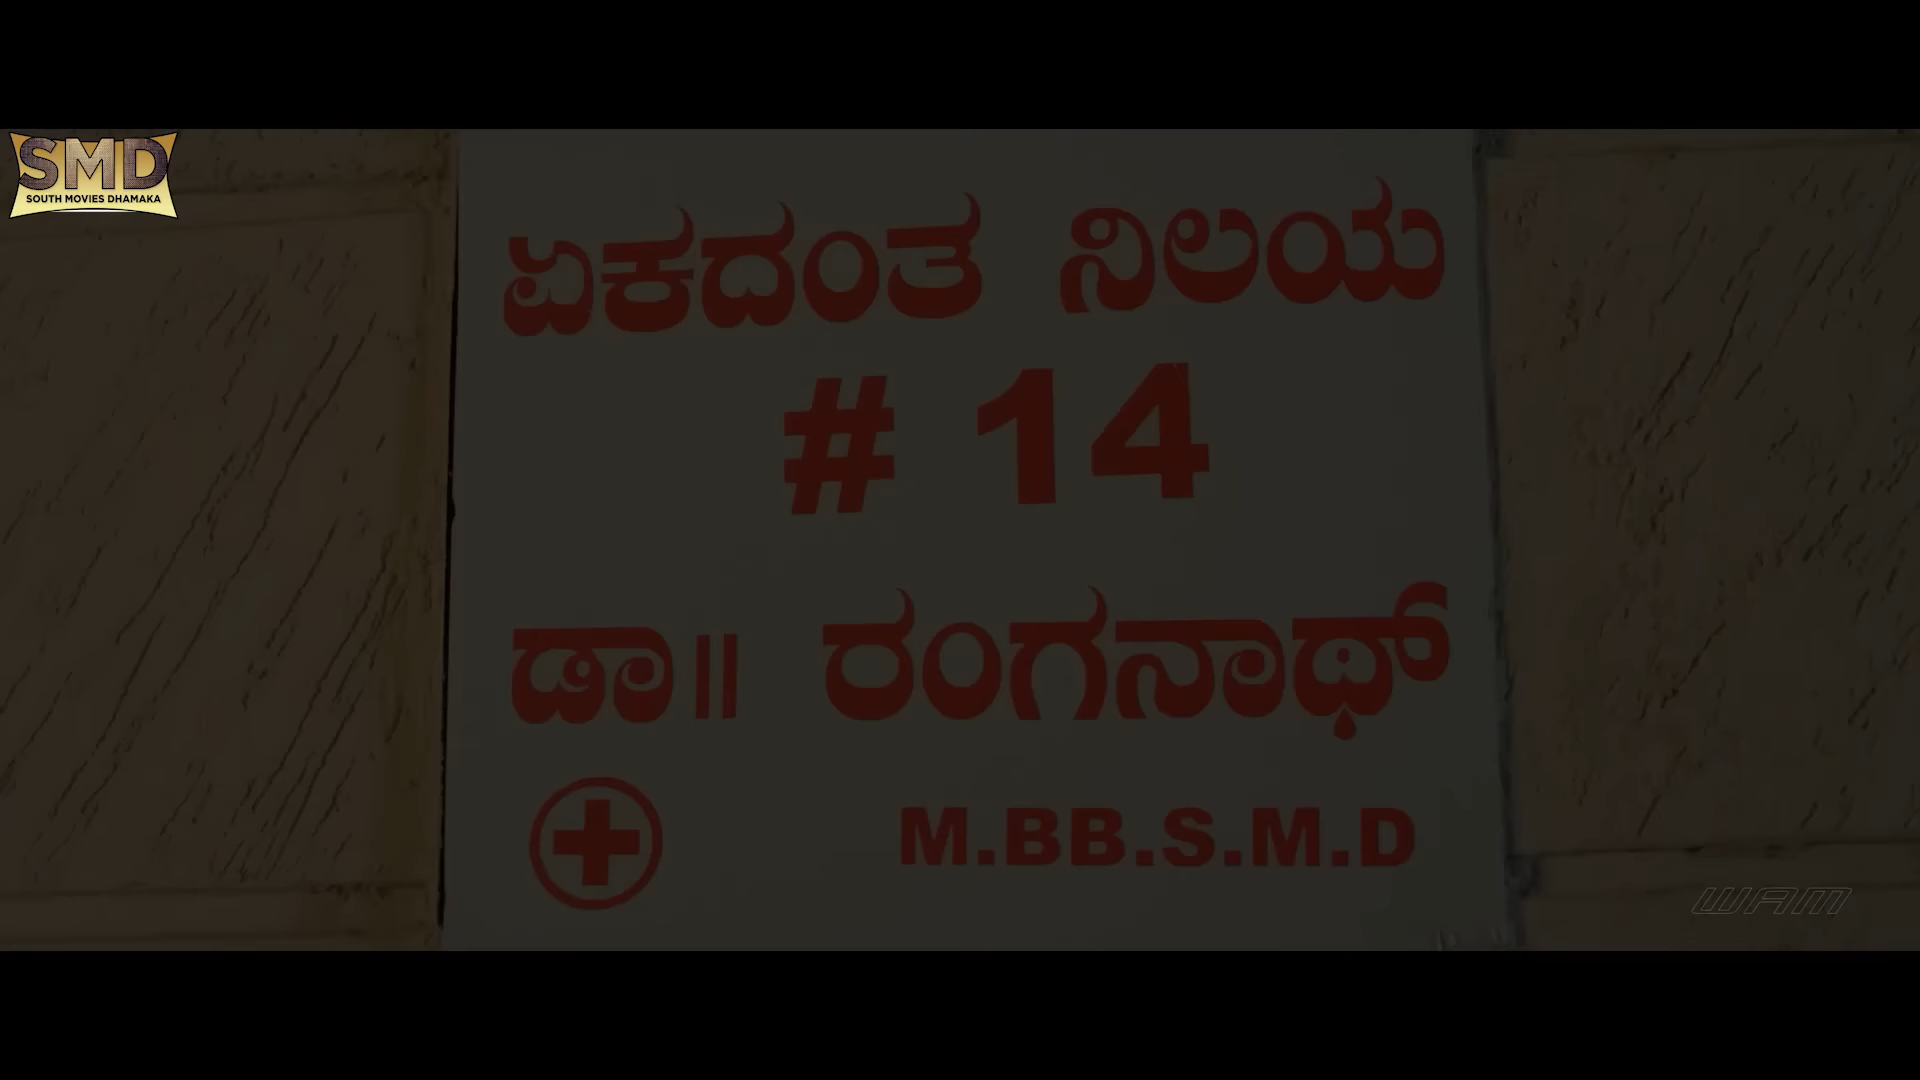 SMD
SOUTH MOVIES DHAMAKA
ಏಕದಂತ ನಿಲಯ
# 14
ಡಾ॥ ರಂಗನಾಥ್
M.BB.S.M.D
WAM